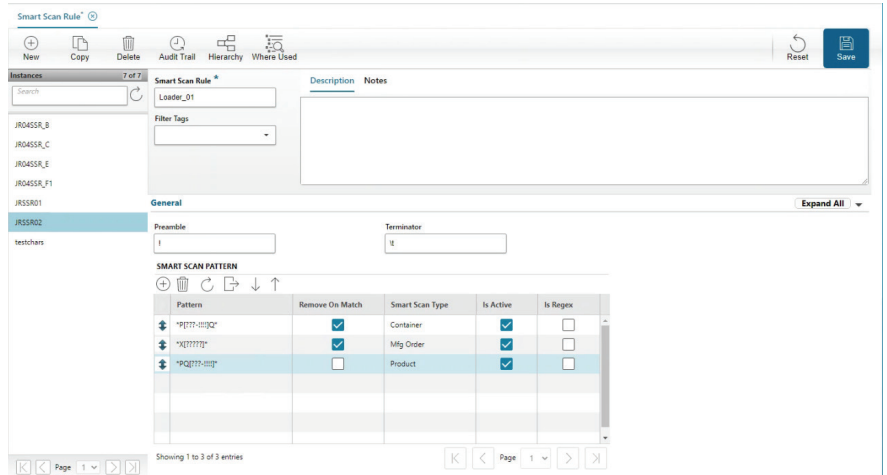 Smart Scan Rule*
New
Copy
Delete
Audit Trail
Hierarchy
Where Used
Reset
Save
Instances
7 of 7
Search
JR04SSR_B
JR04SSR_C
JR04SSR_E
JR04SSR_F1
JRSSR01
JRSSR02
testchars
Page 1
Smart Scan Rule *
Loader_01
Filter Tags
Description Notes
General
Expand All
Preamble
!
Terminator
\t
SMART SCAN PATTERN
Pattern Remove On Match Smart Scan Type Is Active Is Regex
*P[???-!!!!]Q* Container
*X[?????]* Mfg Order
*PQ[???-!!!!]* Product
Showing 1 to 3 of 3 entries
Page 1